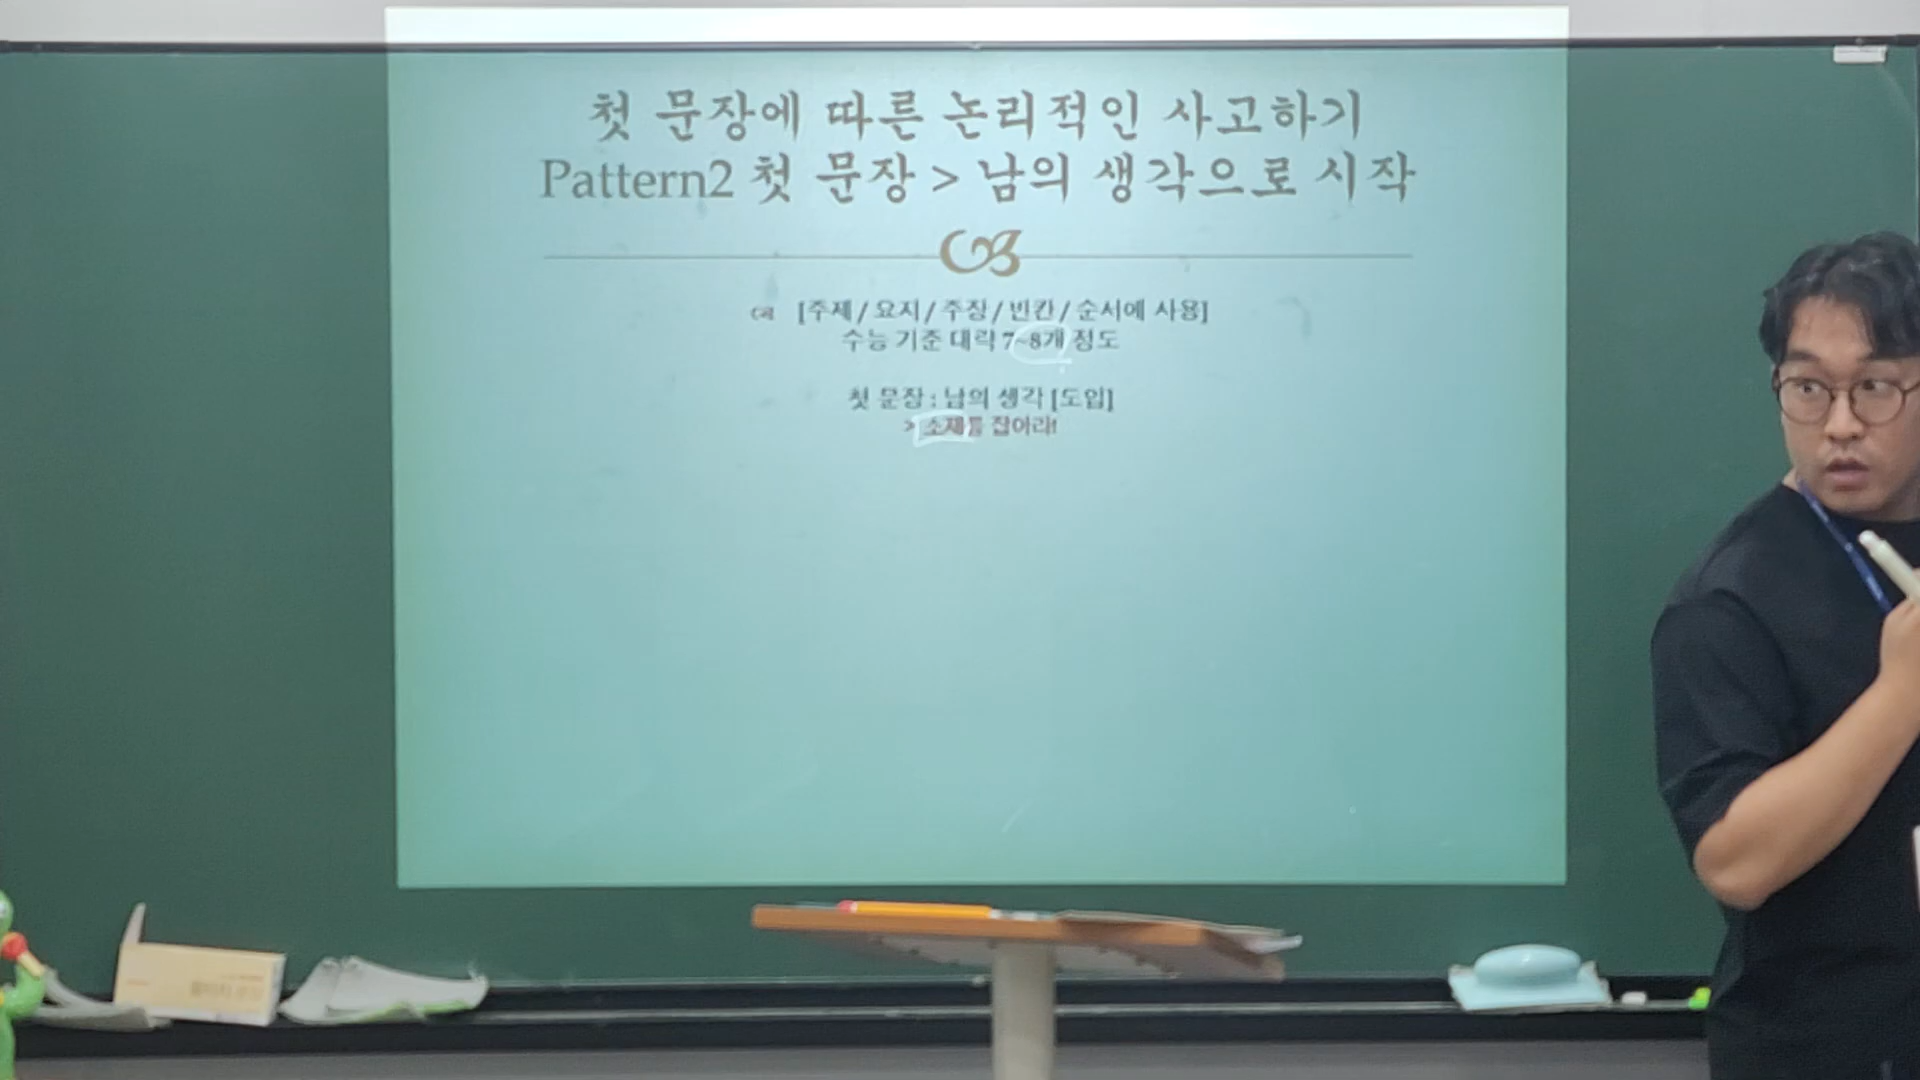 첫 문장에 따른 논리적인 사고하기
Pattern2 첫 문장 > 남의 생각으로 시작
[주제 / 요지 / 주장 / 빈칸 / 순서에 사용]
수능 기준 대략 7~8개 정도
첫 문장 : 남의 생각 [도입]
> 소재를 잡아라!